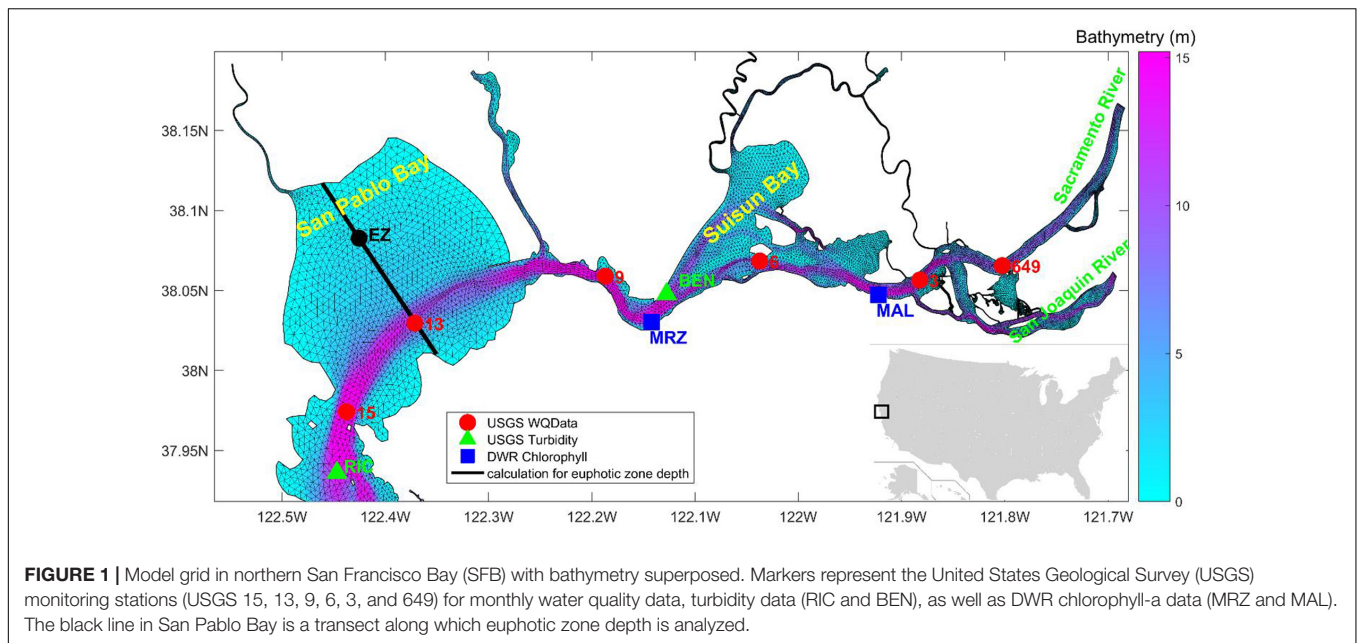 Bathymetry (m)
15
10
5
0
38.15N
38.1N
38.05N
38N
37.95N
122.5W
122.4W
122.3W
122.2W
122.1W
122W
121.9W
121.8W
121.7W
San Pablo Bay
Suisun Bay
Sacramento River
San Joaquin River
EZ
13
15
RIC
9
BEN
MRZ
6
MAL
3
649
USGS WQData
USGS Turbidity
DWR Chlorophyll
calculation for euphotic zone depth
FIGURE 1 | Model grid in northern San Francisco Bay (SFB) with bathymetry superposed. Markers represent the United States Geological Survey (USGS)
monitoring stations (USGS 15, 13, 9, 6, 3, and 649) for monthly water quality data, turbidity data (RIC and BEN), as well as DWR chlorophyll-a data (MRZ and MAL).
The black line in San Pablo Bay is a transect along which euphotic zone depth is analyzed.